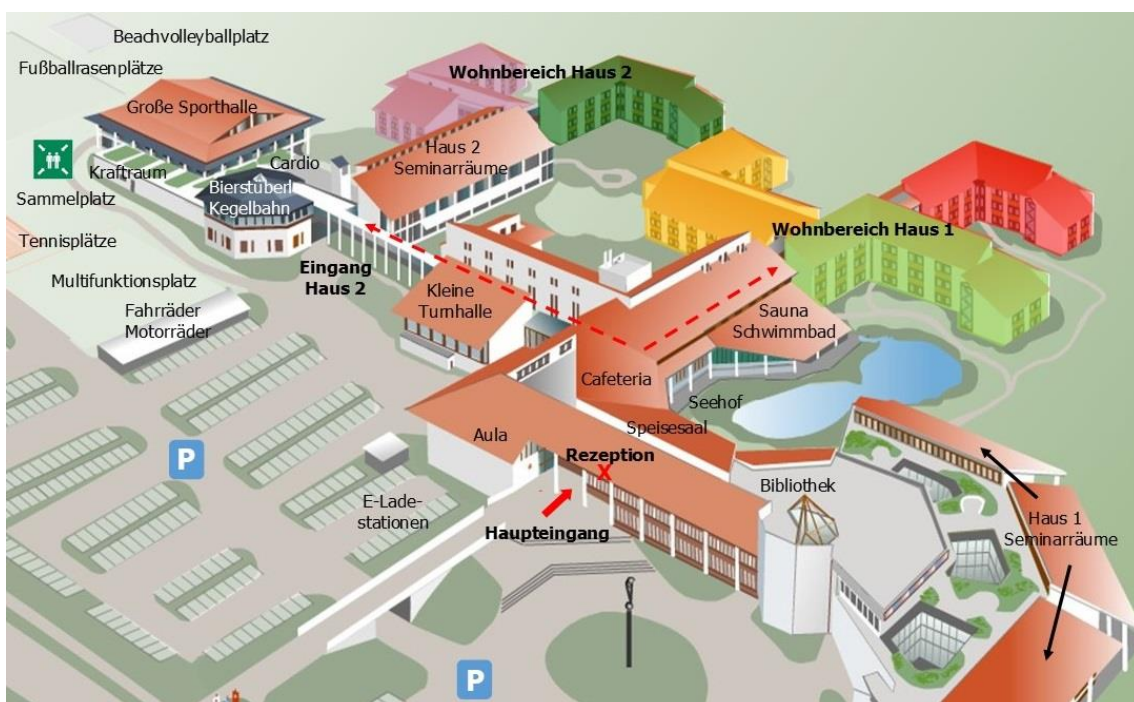 Beachvolleyballplatz
Fußballrasenplätze
Große Sporthalle
Wohnbereich Haus 2
Haus 2
Seminarräume
Cardio
Kraftraum
Bierstüberl
Kegelbahn
Sammelplatz
Tennisplätze
Wohnbereich Haus 1
Eingang
Haus 2
Multifunktionsplatz
Fahrräder
Motorräder
Kleine
Turnhalle
Sauna
Schwimmbad
Cafeteria
Seehof
Speisesaal
Aula
Rezeption
X
P
Bibliothek
E-Lade-
stationen
Haupteingang
Haus 1
Seminarräume
P